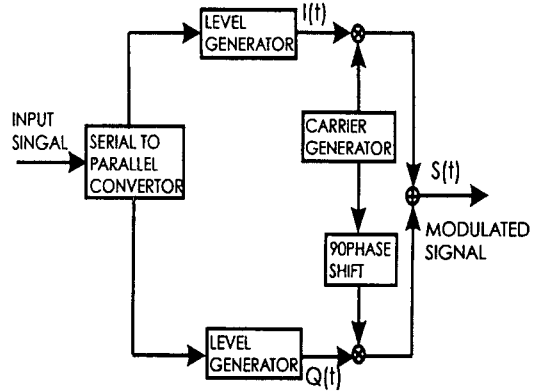 LEVEL
GENERATOR
I(t)
INPUT
SINGAL
SERIAL TO
PARALLEL
CONVERTOR
CARRIER
GENERATOR
S(t)
MODULATED
SIGNAL
90PHASE
SHIFT
LEVEL
GENERATOR
Q(t)